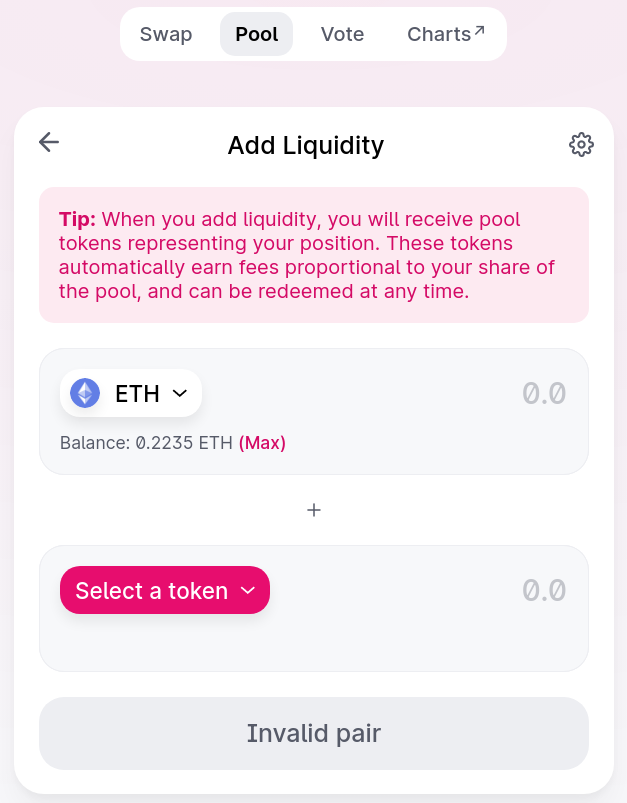 Swap Pool Vote Charts↗
Add Liquidity
Tip: When you add liquidity, you will receive pool
tokens representing your position. These tokens
automatically earn fees proportional to your share of
the pool, and can be redeemed at any time.
ETH 0.0
Balance: 0.2235 ETH (Max)
+
Select a token 0.0
Invalid pair